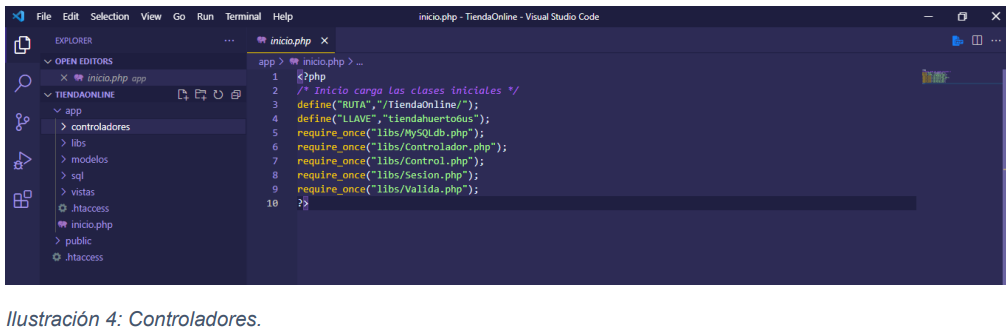 File Edit Selection View Go Run Terminal Help
inicio.php - TiendaOnline - Visual Studio Code
EXPLORER
OPEN EDITORS
inicio.php app
TIENDAONLINE
app
controladores
libs
modelos
sql
vistas
.htaccess
inicio.php
public
.htaccess
inicio.php
app > inicio.php > ...
1 <?php
2 /* Inicio carga las clases iniciales */
3 define("RUTA","/TiendaOnline/");
4 define("LLAVE","tiendahuerto6us");
5 require_once("libs/MySQLdb.php");
6 require_once("libs/Controlador.php");
7 require_once("libs/Control.php");
8 require_once("libs/Sesion.php");
9 require_once("libs/Valida.php");
10 ?>
Ilustración 4: Controladores.